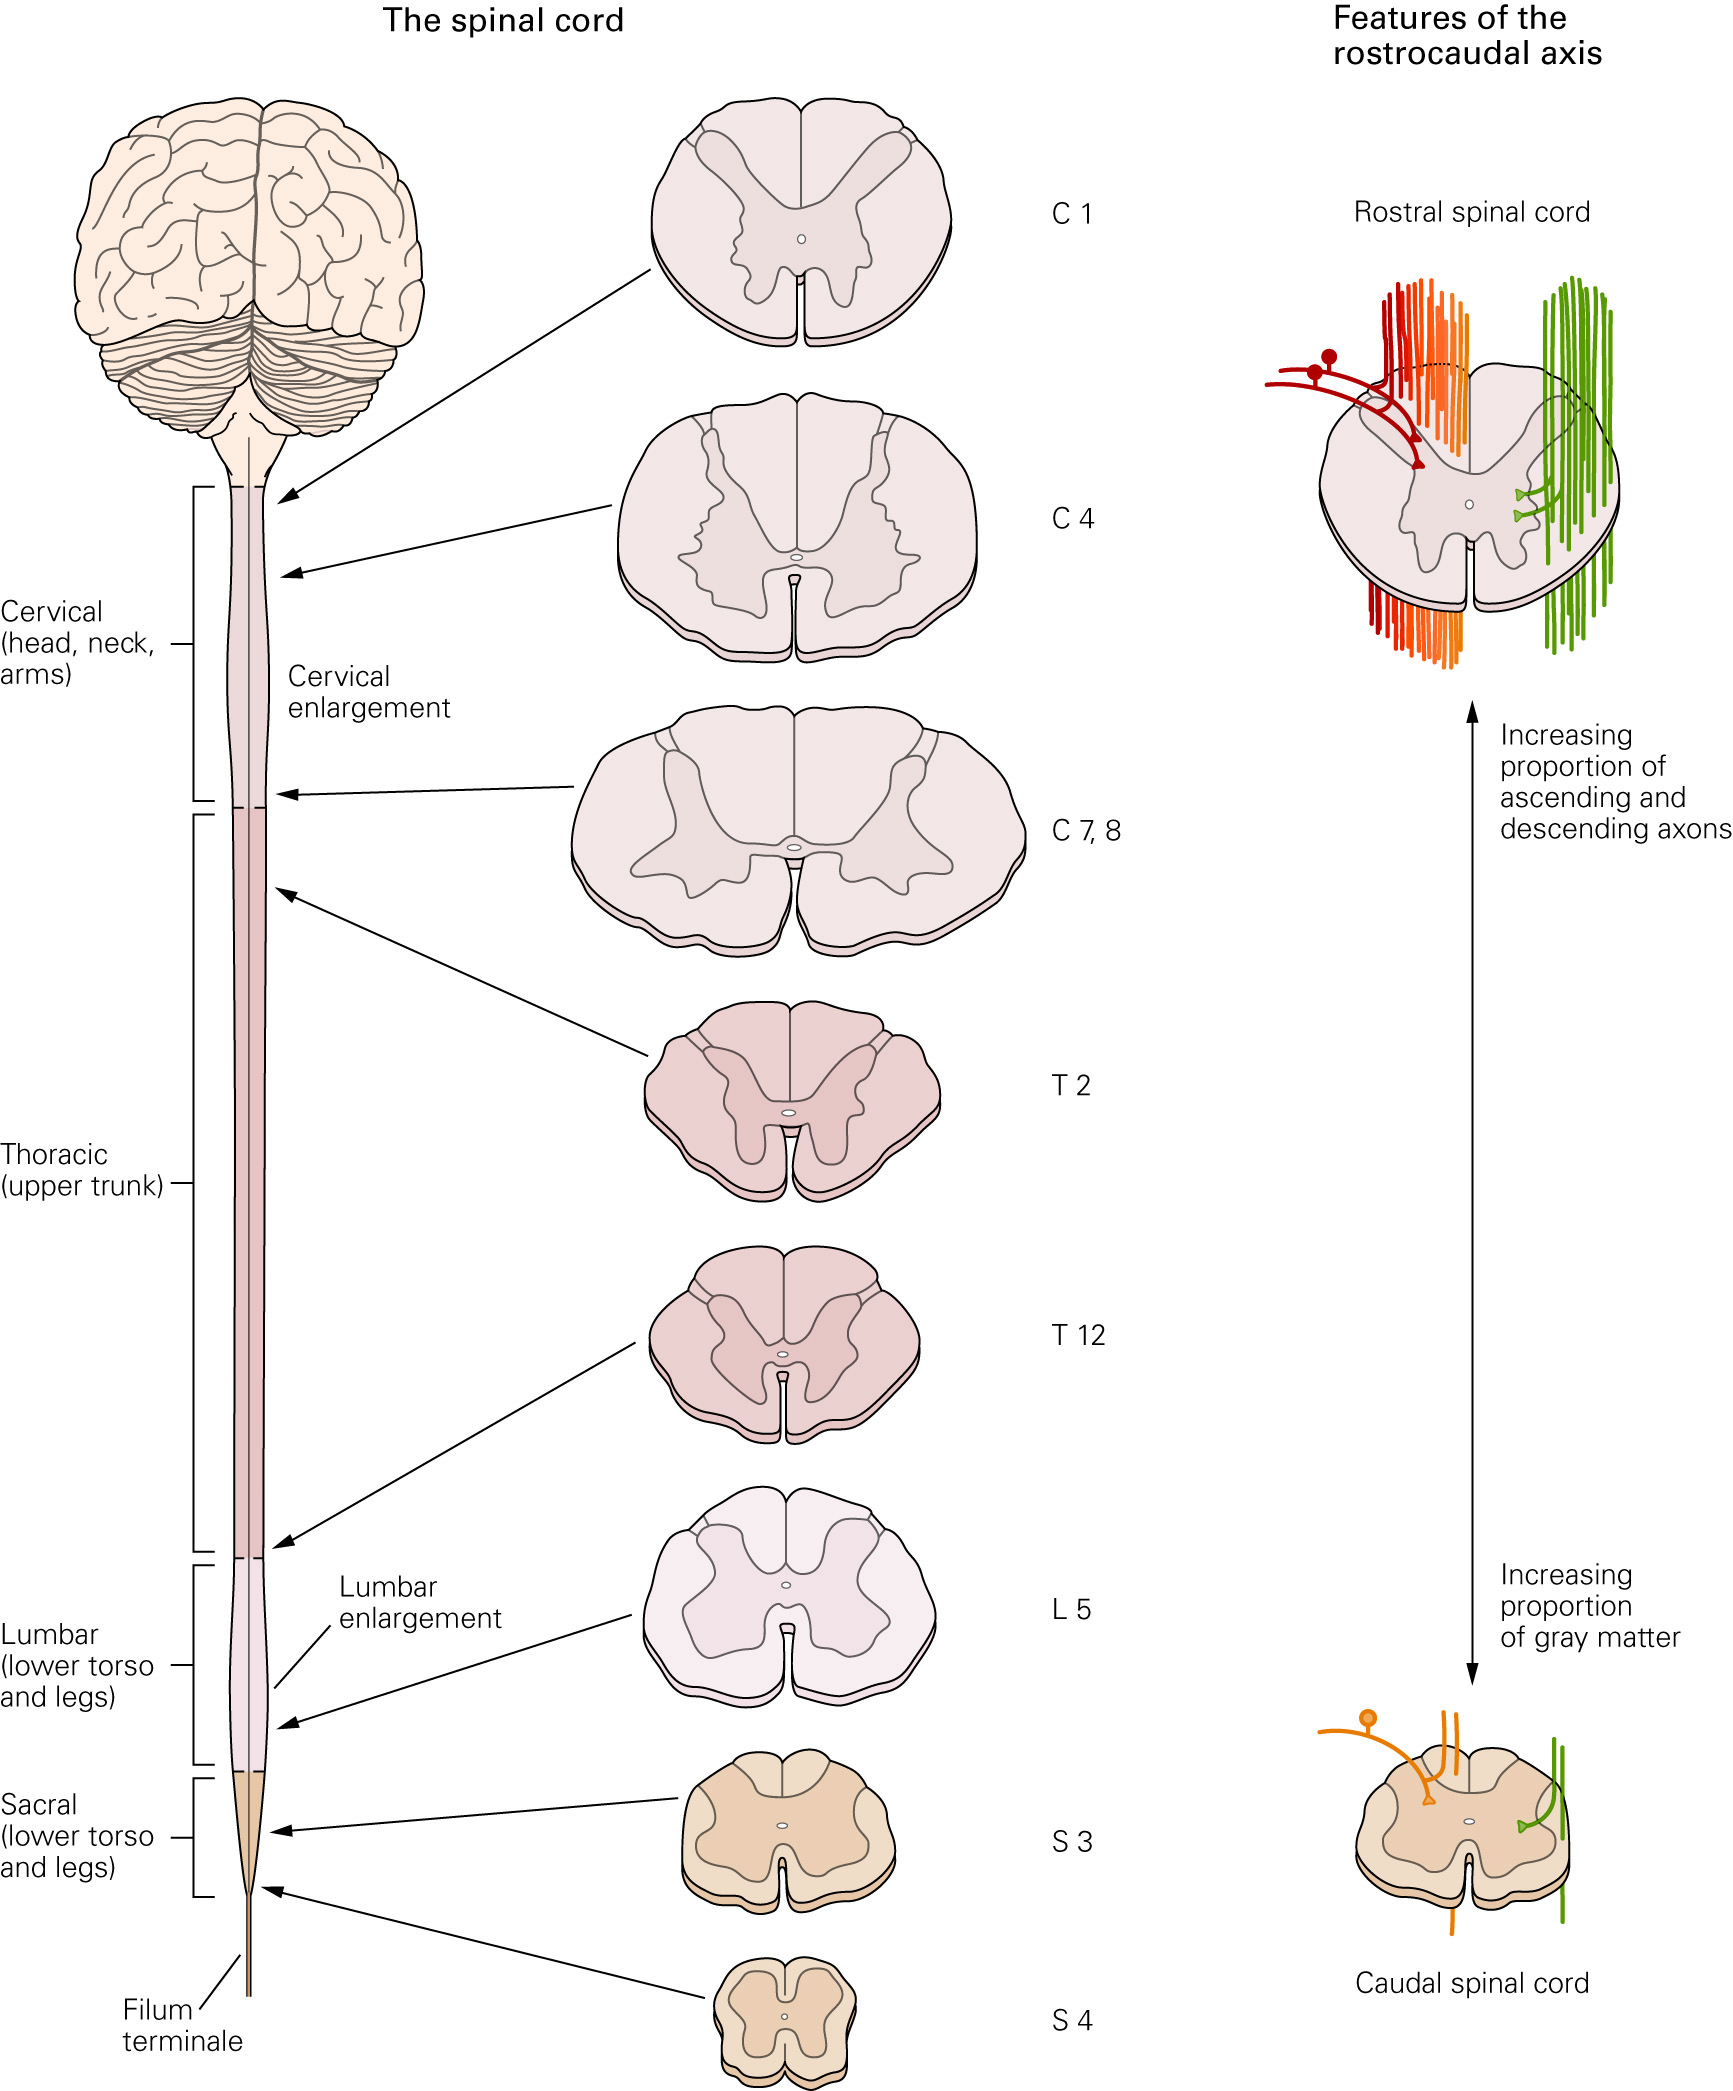 The spinal cord
Features of the
rostrocaudal axis
C 1
Rostral spinal cord
C 4
Cervical
(head, neck,
arms)
Cervical
enlargement
C 7, 8
Increasing
proportion of
ascending and
descending axons
T 2
Thoracic
(upper trunk)
T 12
Lumbar
enlargement
L 5
Increasing
proportion
of gray matter
Lumbar
(lower torso
and legs)
Sacral
(lower torso
and legs)
S 3
Caudal spinal cord
Filum
terminale
S 4